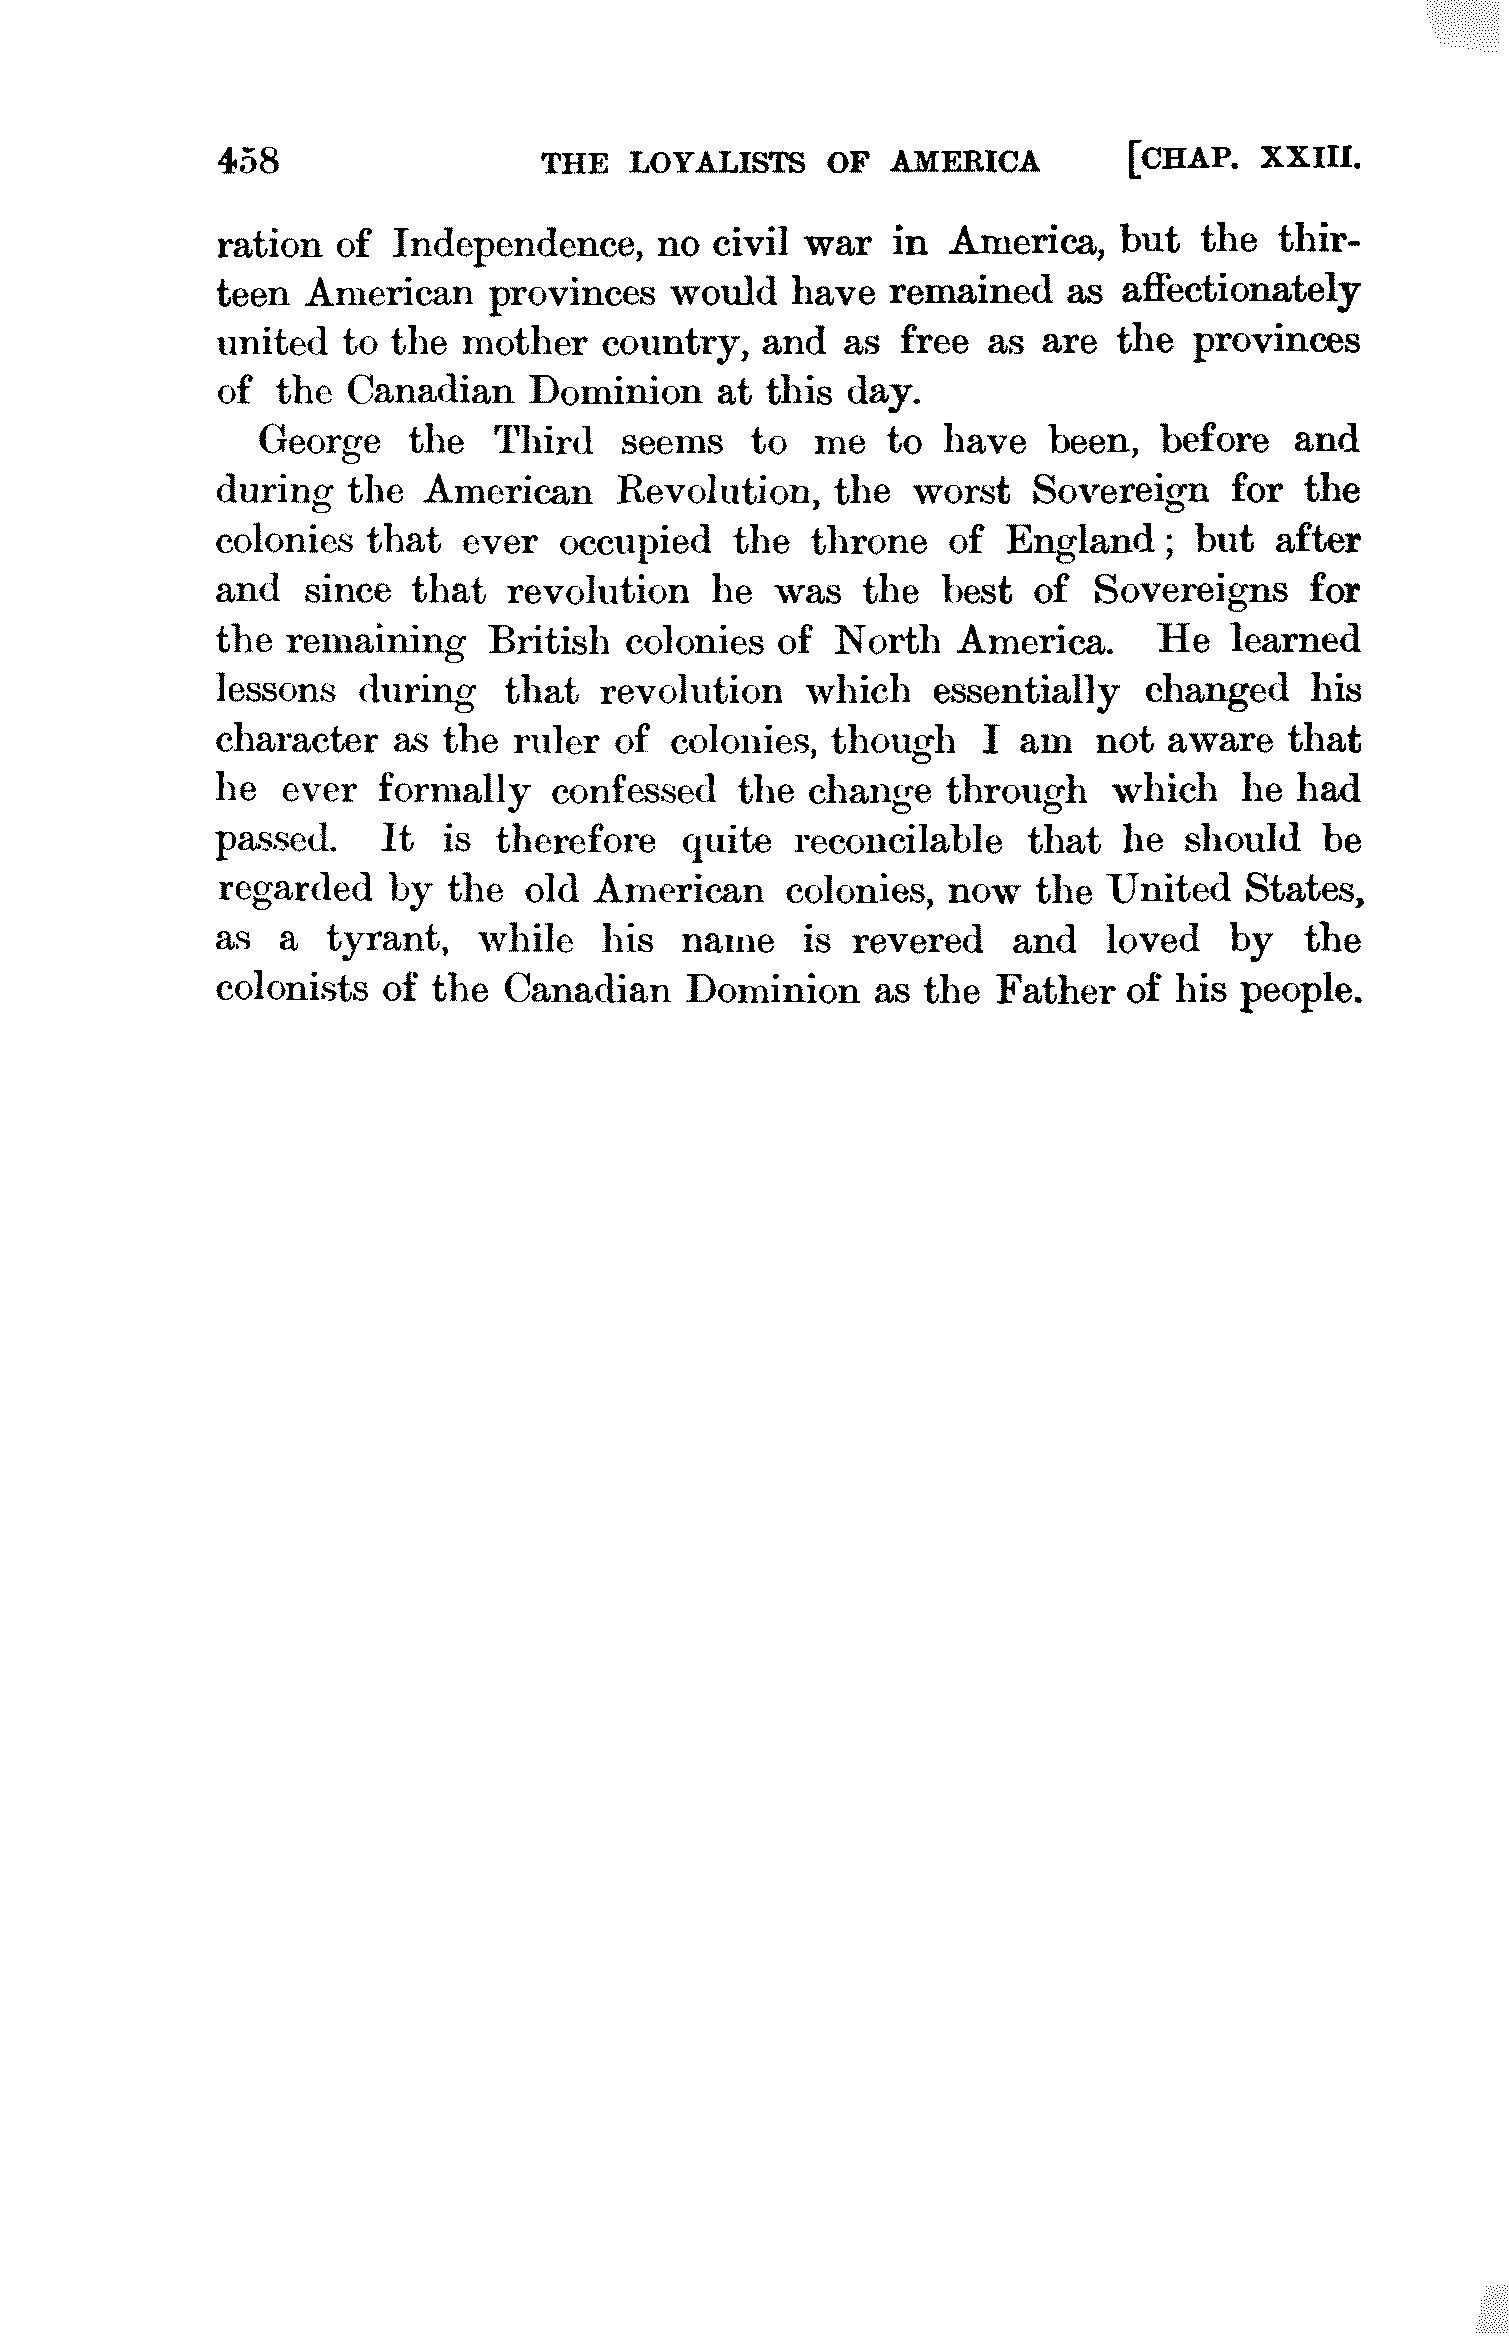 458 THE LOYALISTS OF AMERICA [CHAP. XXIII.
ration of Independence, no civil war in America, but the thir-
teen American provinces would have remained as affectionately
united to the mother country, and as free as are the provinces
of the Canadian Dominion at this day.
George the Third seems to me to have been, before and
during the American Revolution, the worst Sovereign for the
colonies that ever occupied the throne of England; but after
and since that revolution he was the best of Sovereigns for
the remaining British colonies of North America. He learned
lessons during that revolution which essentially changed his
character as the ruler of colonies, though I am not aware that
he ever formally confessed the change through which he had
passed. It is therefore quite reconcilable that he should be
regarded by the old American colonies, now the United States,
as a tyrant, while his name is revered and loved by the
colonists of the Canadian Dominion as the Father of his people.